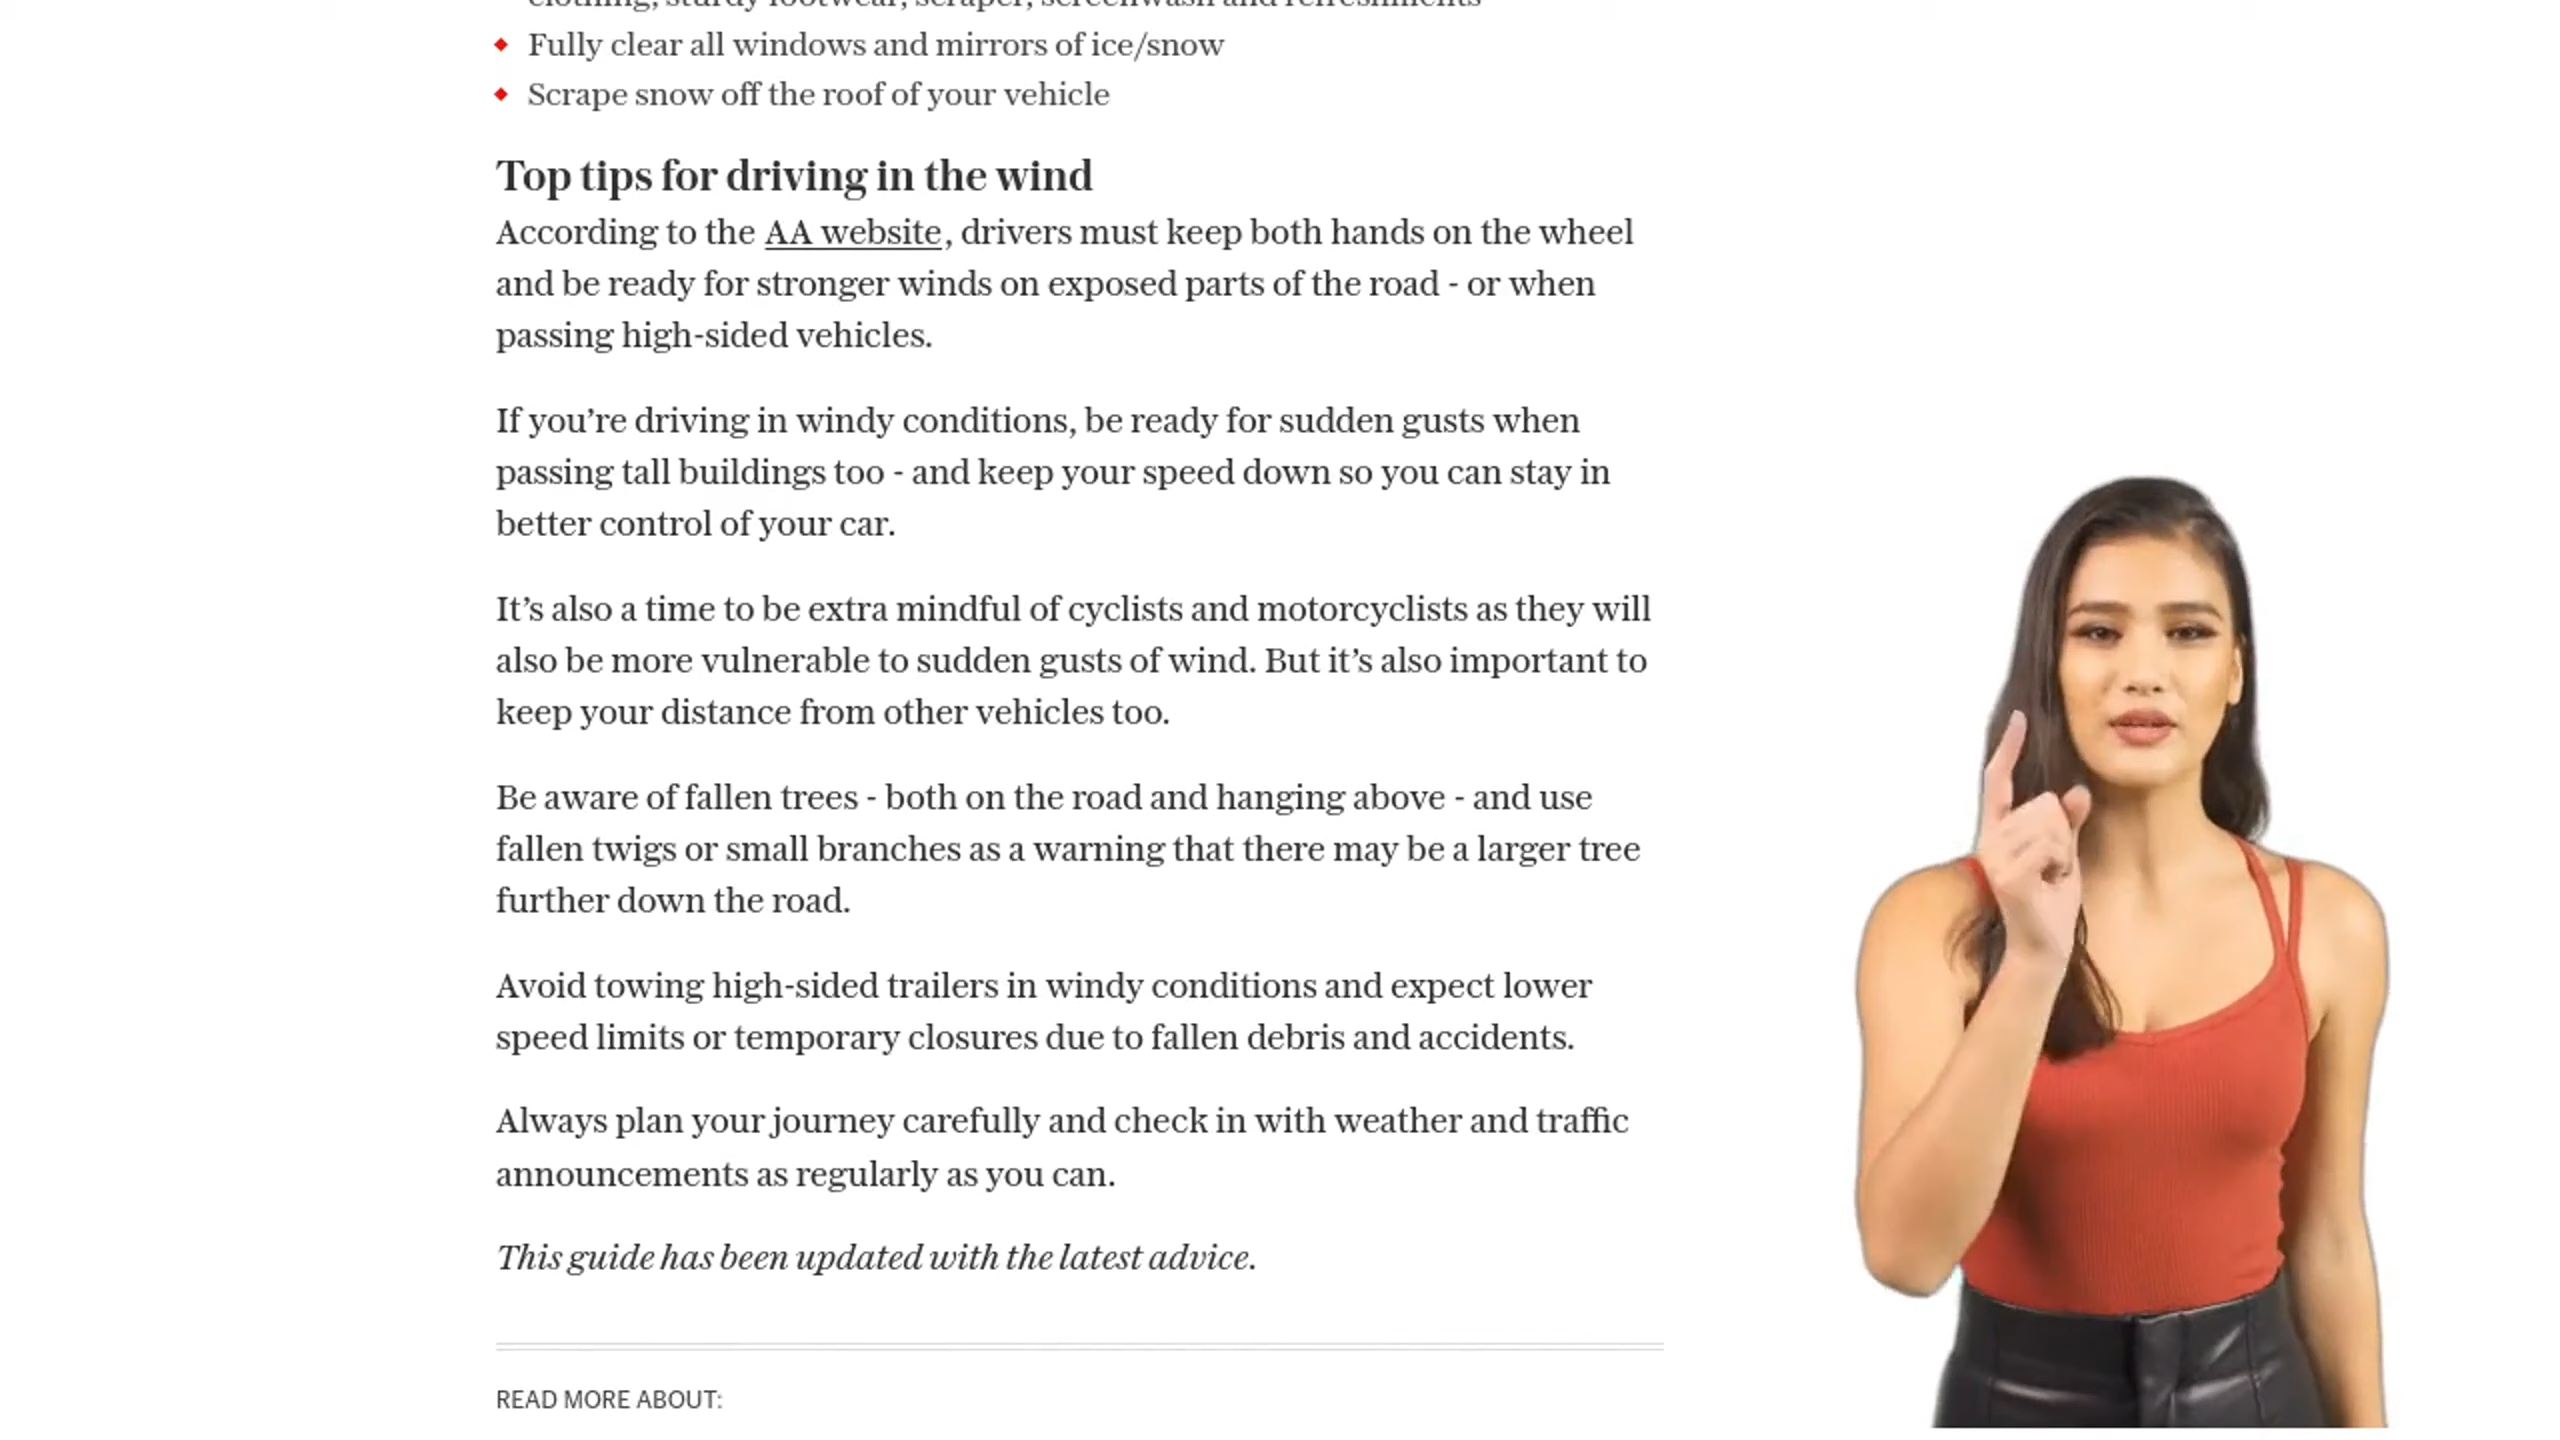 clothing, sturdy footwear, scraper, screenwash and refreshments
Fully clear all windows and mirrors of ice/snow
Scrape snow off the roof of your vehicle
Top tips for driving in the wind
According to the AA website, drivers must keep both hands on the wheel
and be ready for stronger winds on exposed parts of the road - or when
passing high-sided vehicles.
If you’re driving in windy conditions, be ready for sudden gusts when
passing tall buildings too - and keep your speed down so you can stay in
better control of your car.
It’s also a time to be extra mindful of cyclists and motorcyclists as they will
also be more vulnerable to sudden gusts of wind. But it’s also important to
keep your distance from other vehicles too.
Be aware of fallen trees - both on the road and hanging above - and use
fallen twigs or small branches as a warning that there may be a larger tree
further down the road.
Avoid towing high-sided trailers in windy conditions and expect lower
speed limits or temporary closures due to fallen debris and accidents.
Always plan your journey carefully and check in with weather and traffic
announcements as regularly as you can.
This guide has been updated with the latest advice.
READ MORE ABOUT: